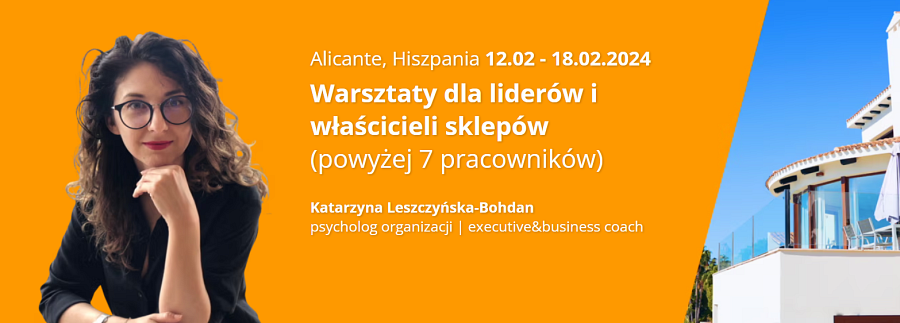 Alicante, Hiszpania 12.02 - 18.02.2024
Warsztaty dla liderów i
właścicieli sklepów
(powyżej 7 pracowników)
Katarzyna Leszczyńska-Bohdan
psycholog organizacji | executive&business coach